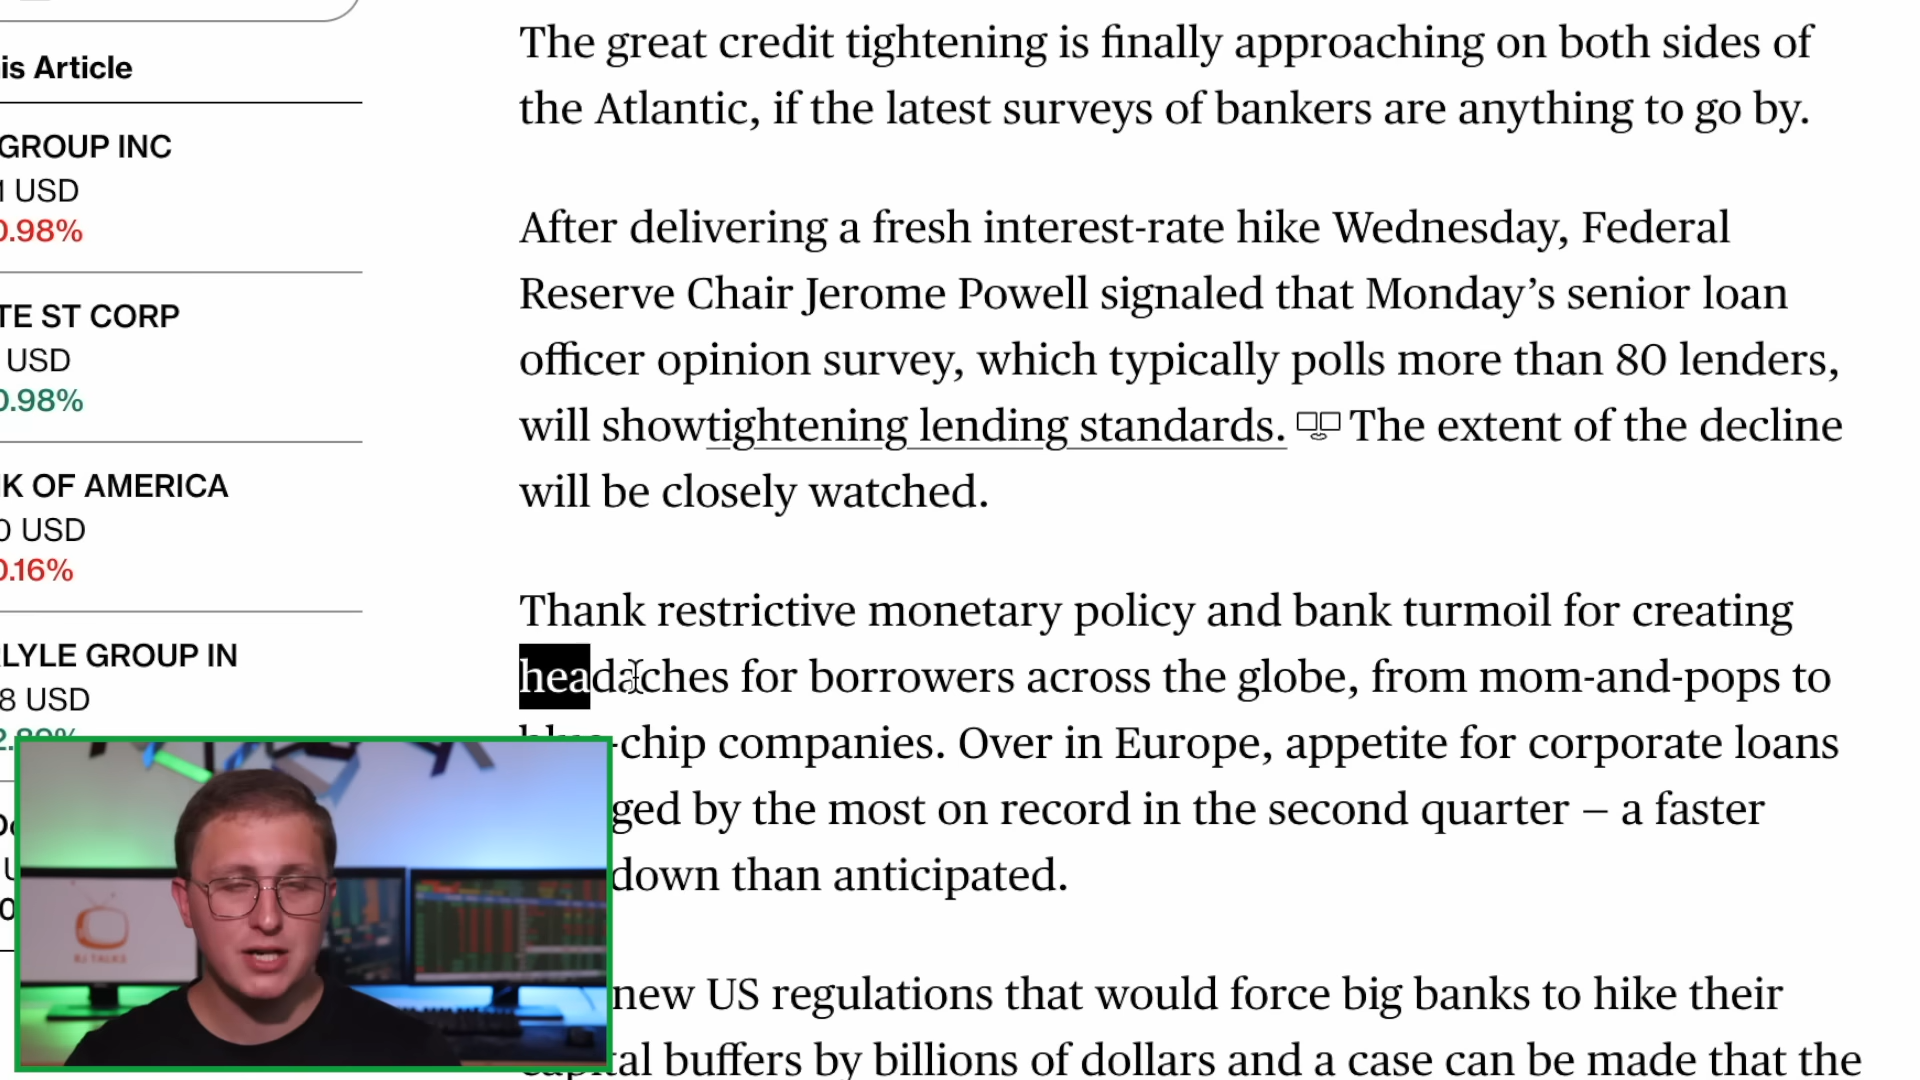 is Article
GROUP INC
USD
0.98%
TE ST CORP
USD
0.98%
K OF AMERICA
0 USD
0.16%
LYLE GROUP IN
8 USD
The great credit tightening is finally approaching on both sides of
the Atlantic, if the latest surveys of bankers are anything to go by.
After delivering a fresh interest-rate hike Wednesday, Federal
Reserve Chair Jerome Powell signaled that Monday's senior loan
officer opinion survey, which typically polls more than 80 lenders,
will showtightening lending standards. The extent of the decline
will be closely watched.
Thank restrictive monetary policy and bank turmoil for creating
headaches for borrowers across the globe, from mom-and-pops to
-chip companies. Over in Europe, appetite for corporate loans
ged by the most on record in the second quarter — a faster
down than anticipated.
new US regulations that would force big banks to hike their
capital buffers by billions of dollars and a case can be made that the
RJ TALKS